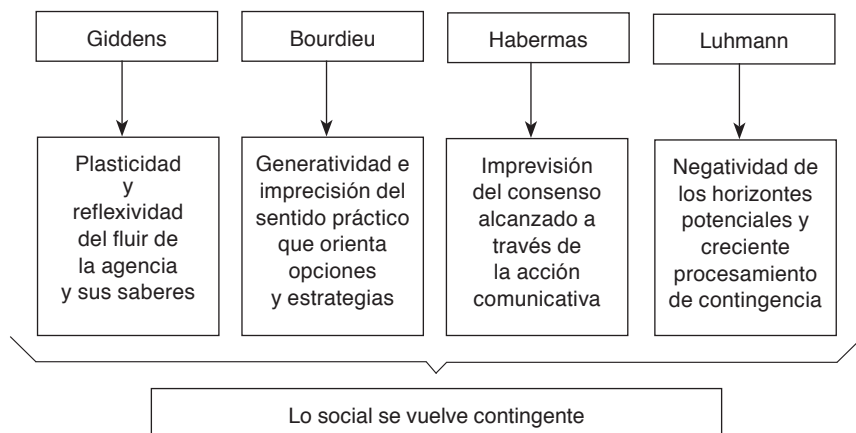 Giddens
Bourdieu
Habermas
Luhmann
Plasticidad
y
reflexividad
del fluir de
la agencia
y sus saberes
Generatividad e
imprecisión del
sentido práctico
que orienta
opciones
y estrategias
Imprevisión
del consenso
alcanzado a
través de
la acción
comunicativa
Negatividad de
los horizontes
potenciales y
creciente
procesamiento
de contingencia
Lo social se vuelve contingente